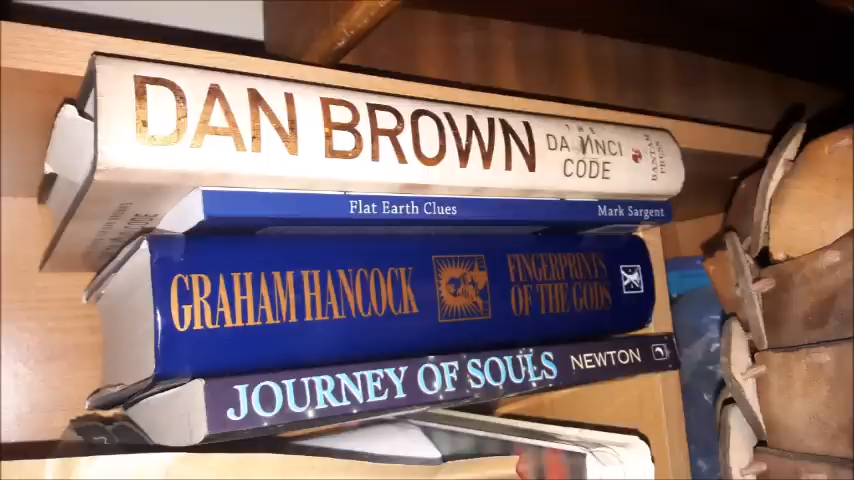 DAN BROWN
THE
DA VINCI
CODE
BANTAM
PRESS
Flat Earth Clues
Mark Sargent
GRAHAM HANCOCK
FINGERPRINTS
OF THE GODS
JOURNEY OF SOULS
NEWTON